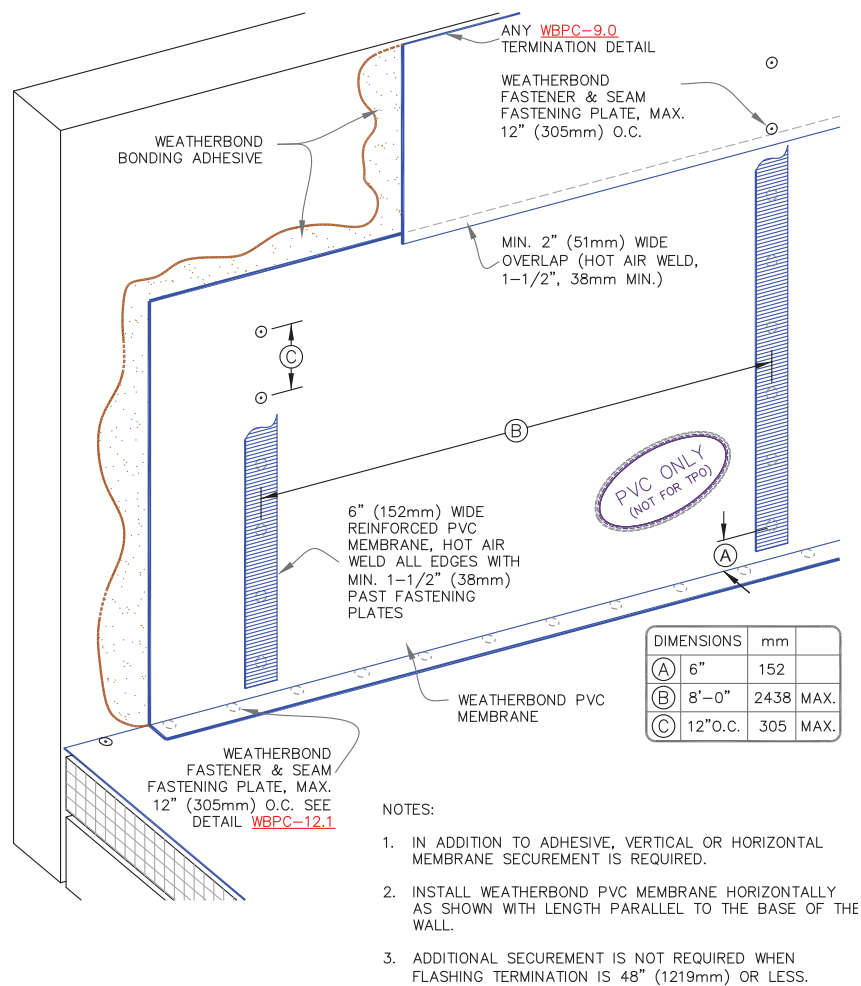 ANY WBPC-9.0
TERMINATION DETAIL
WEATHERBOND
FASTENER & SEAM
FASTENING PLATE, MAX.
12" (305mm) O.C.
WEATHERBOND
BONDING ADHESIVE
MIN. 2" (51mm) WIDE
OVERLAP (HOT AIR WELD,
1-1/2", 38mm MIN.)
C
B
PVC ONLY
(NOT FOR TPO)
6" (152mm) WIDE
REINFORCED PVC
MEMBRANE, HOT AIR
WELD ALL EDGES WITH
MIN. 1-1/2" (38mm)
PAST FASTENING
PLATES
A
DIMENSIONS mm
A 6" 152
B 8'-0" 2438 MAX.
C 12"O.C. 305 MAX.
WEATHERBOND PVC
MEMBRANE
WEATHERBOND
FASTENER & SEAM
FASTENING PLATE, MAX.
12" (305mm) O.C. SEE
DETAIL WBPC-12.1
NOTES:
1. IN ADDITION TO ADHESIVE, VERTICAL OR HORIZONTAL
MEMBRANE SECUREMENT IS REQUIRED.
2. INSTALL WEATHERBOND PVC MEMBRANE HORIZONTALLY
AS SHOWN WITH LENGTH PARALLEL TO THE BASE OF THE
WALL.
3. ADDITIONAL SECUREMENT IS NOT REQUIRED WHEN
FLASHING TERMINATION IS 48" (1219mm) OR LESS.